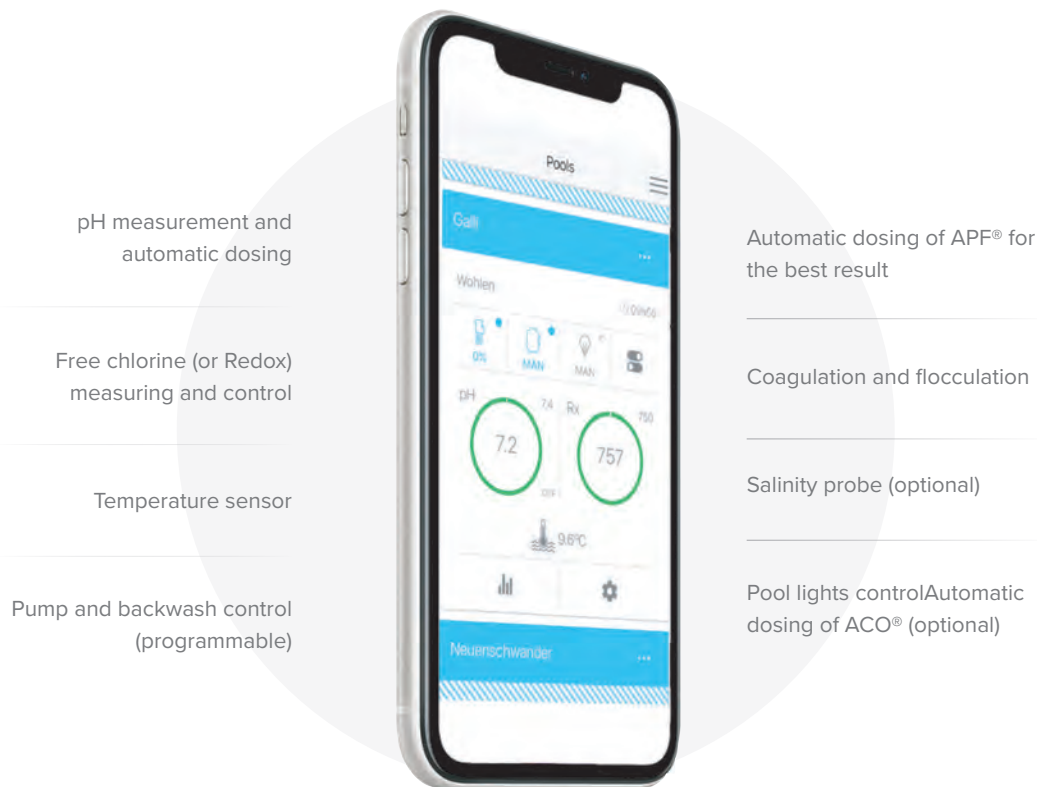 pH measurement and
automatic dosing
Free chlorine (or Redox)
measuring and control
Temperature sensor
Pump and backwash control
(programmable)
Pools
Galli
...
Wohlen
0%
MAN
MAN
pH
7.4
7.2
OFF
Rx
750
757
9.6°C
Neuenschwander
...
Automatic dosing of APF® for
the best result
Coagulation and flocculation
Salinity probe (optional)
Pool lights controlAutomatic
dosing of ACO® (optional)